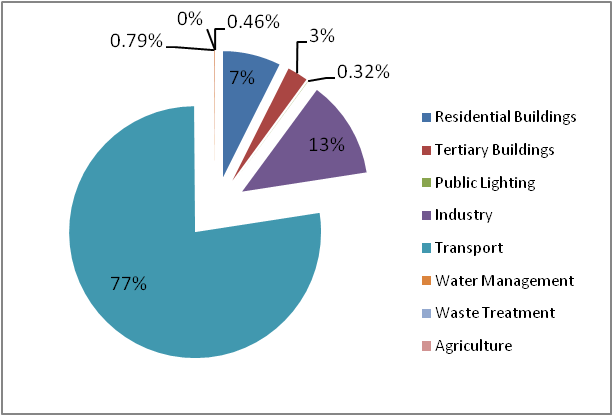 0%
0.46%
0.79%
3%
7%
0.32%
13%
77%
Residential Buildings
Tertiary Buildings
Public Lighting
Industry
Transport
Water Management
Waste Treatment
Agriculture